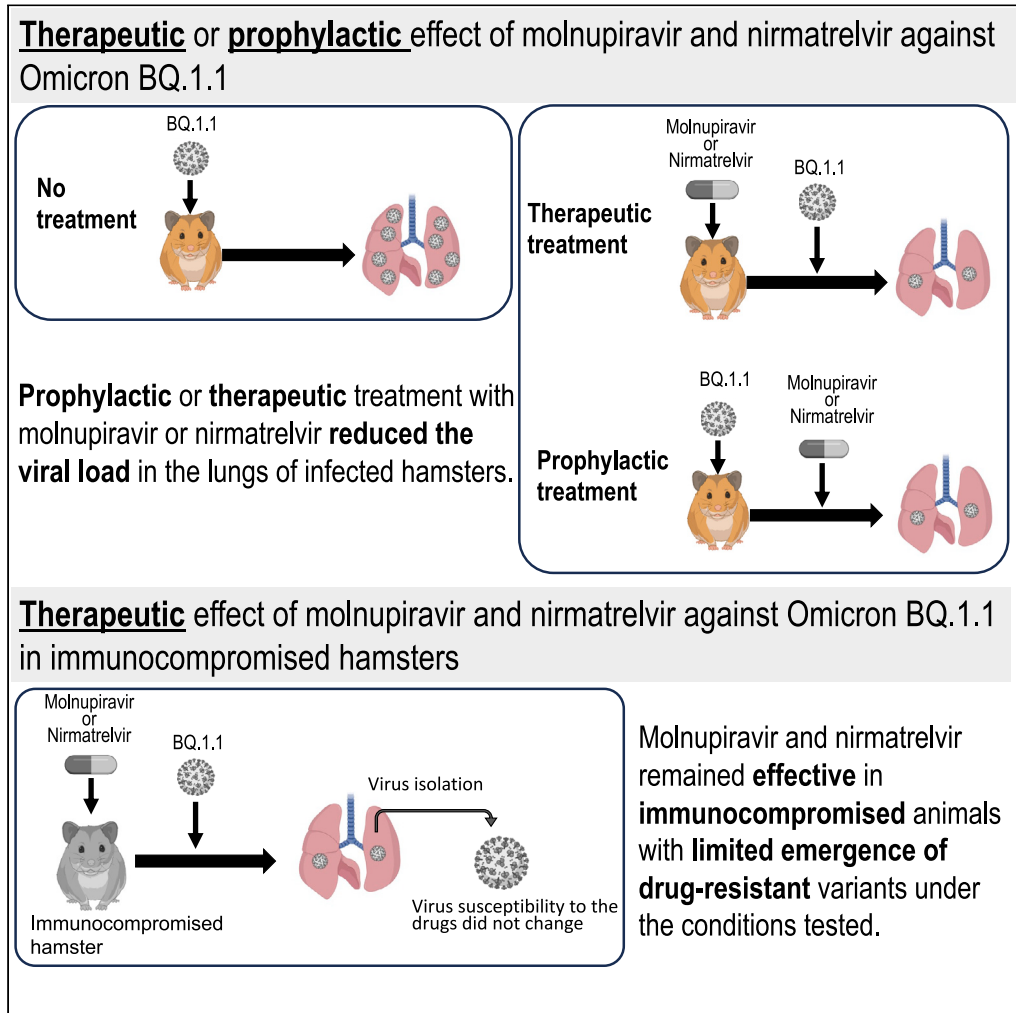 Therapeutic or prophylactic effect of molnupiravir and nirmatrelvir against
Omicron BQ.1.1
BQ.1.1
No
treatment
Molnupiravir
or
Nirmatrelvir
BQ.1.1
Therapeutic
treatment
Prophylactic or therapeutic treatment with
molnupiravir or nirmatrelvir reduced the
viral load in the lungs of infected hamsters.
BQ.1.1
Molnupiravir
or
Nirmatrelvir
Prophylactic
treatment
Therapeutic effect of molnupiravir and nirmatrelvir against Omicron BQ.1.1
in immunocompromised hamsters
Molnupiravir
or
Nirmatrelvir
BQ.1.1
Virus isolation
Immunocompromised
hamster
Virus susceptibility to the
drugs did not change
Molnupiravir and nirmatrelvir
remained effective in
immunocompromised animals
with limited emergence of
drug-resistant variants under
the conditions tested.